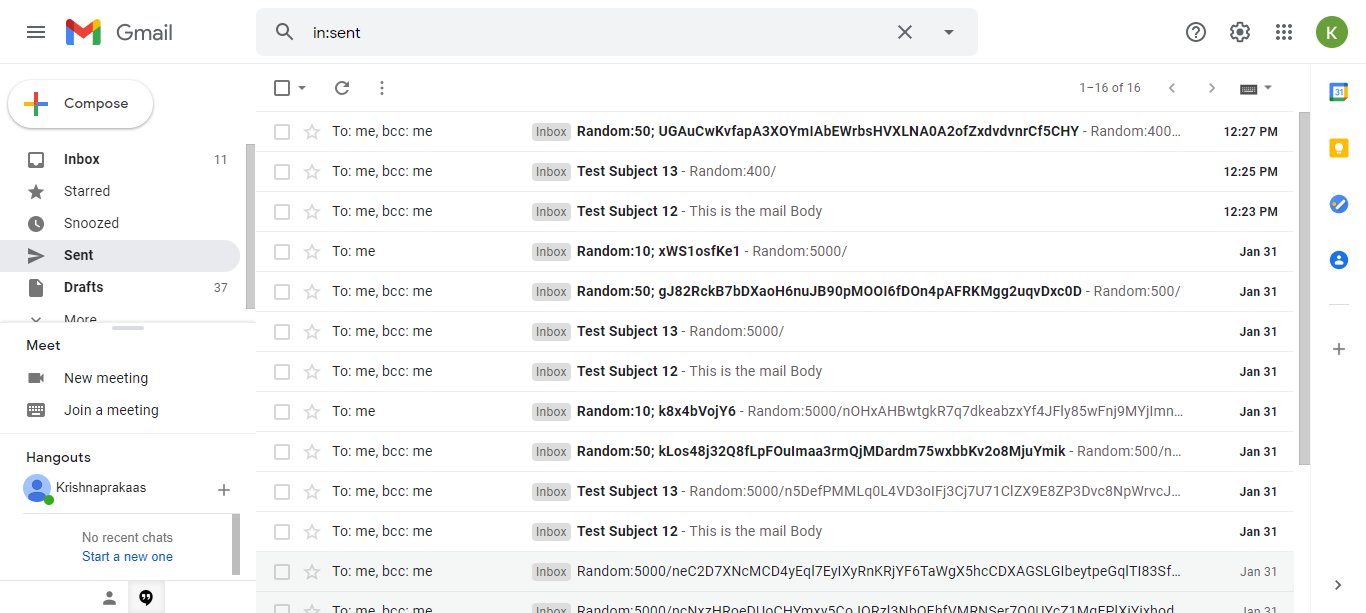 Gmail
in:sent
K
Compose
1–16 of 16
31
Inbox 11
Starred
Snoozed
Sent
Drafts 37
More
Meet
New meeting
Join a meeting
Hangouts
Krishnaprakaas
No recent chats
Start a new one
To: me, bcc: me Inbox Random:50; UGAuCwKvfapA3XOYmIAbEWrbsHVXLNA0A2ofZxdvdvnrCf5CHY - Random:400... 12:27 PM
To: me, bcc: me Inbox Test Subject 13 - Random:400/ 12:25 PM
To: me, bcc: me Inbox Test Subject 12 - This is the mail Body 12:23 PM
To: me Inbox Random:10; xWS1osfKe1 - Random:5000/ Jan 31
To: me, bcc: me Inbox Random:50; gJ82RckB7bDXaoH6nuJB90pMOOI6fDOn4pAFRKMgg2uqvDxc0D - Random:500/ Jan 31
To: me, bcc: me Inbox Test Subject 13 - Random:5000/ Jan 31
To: me, bcc: me Inbox Test Subject 12 - This is the mail Body Jan 31
To: me Inbox Random:10; k8x4bVojY6 - Random:5000/nOHxAHBwtgkR7q7dkeabzxYf4JFly85wFnj9MYjImn... Jan 31
To: me, bcc: me Inbox Random:50; kLos48j32Q8fLpFOuImaa3rmQjMDardm75wxbbKv2o8MjuYmik - Random:500/n... Jan 31
To: me, bcc: me Inbox Test Subject 13 - Random:5000/n5DefPMMLq0L4VD3oIFj3Cj7U71ClZX9E8ZP3Dvc8NpWrvcJ... Jan 31
To: me, bcc: me Inbox Test Subject 12 - This is the mail Body Jan 31
To: me, bcc: me Inbox Random:5000/neC2D7XNcMCD4yEqI7EyIXyRnKRjYF6TaWgX5hcCDXAGSLGIbeytpeGqlTI83Sf... Jan 31
To: me, bcc: me Inbox Jan 31